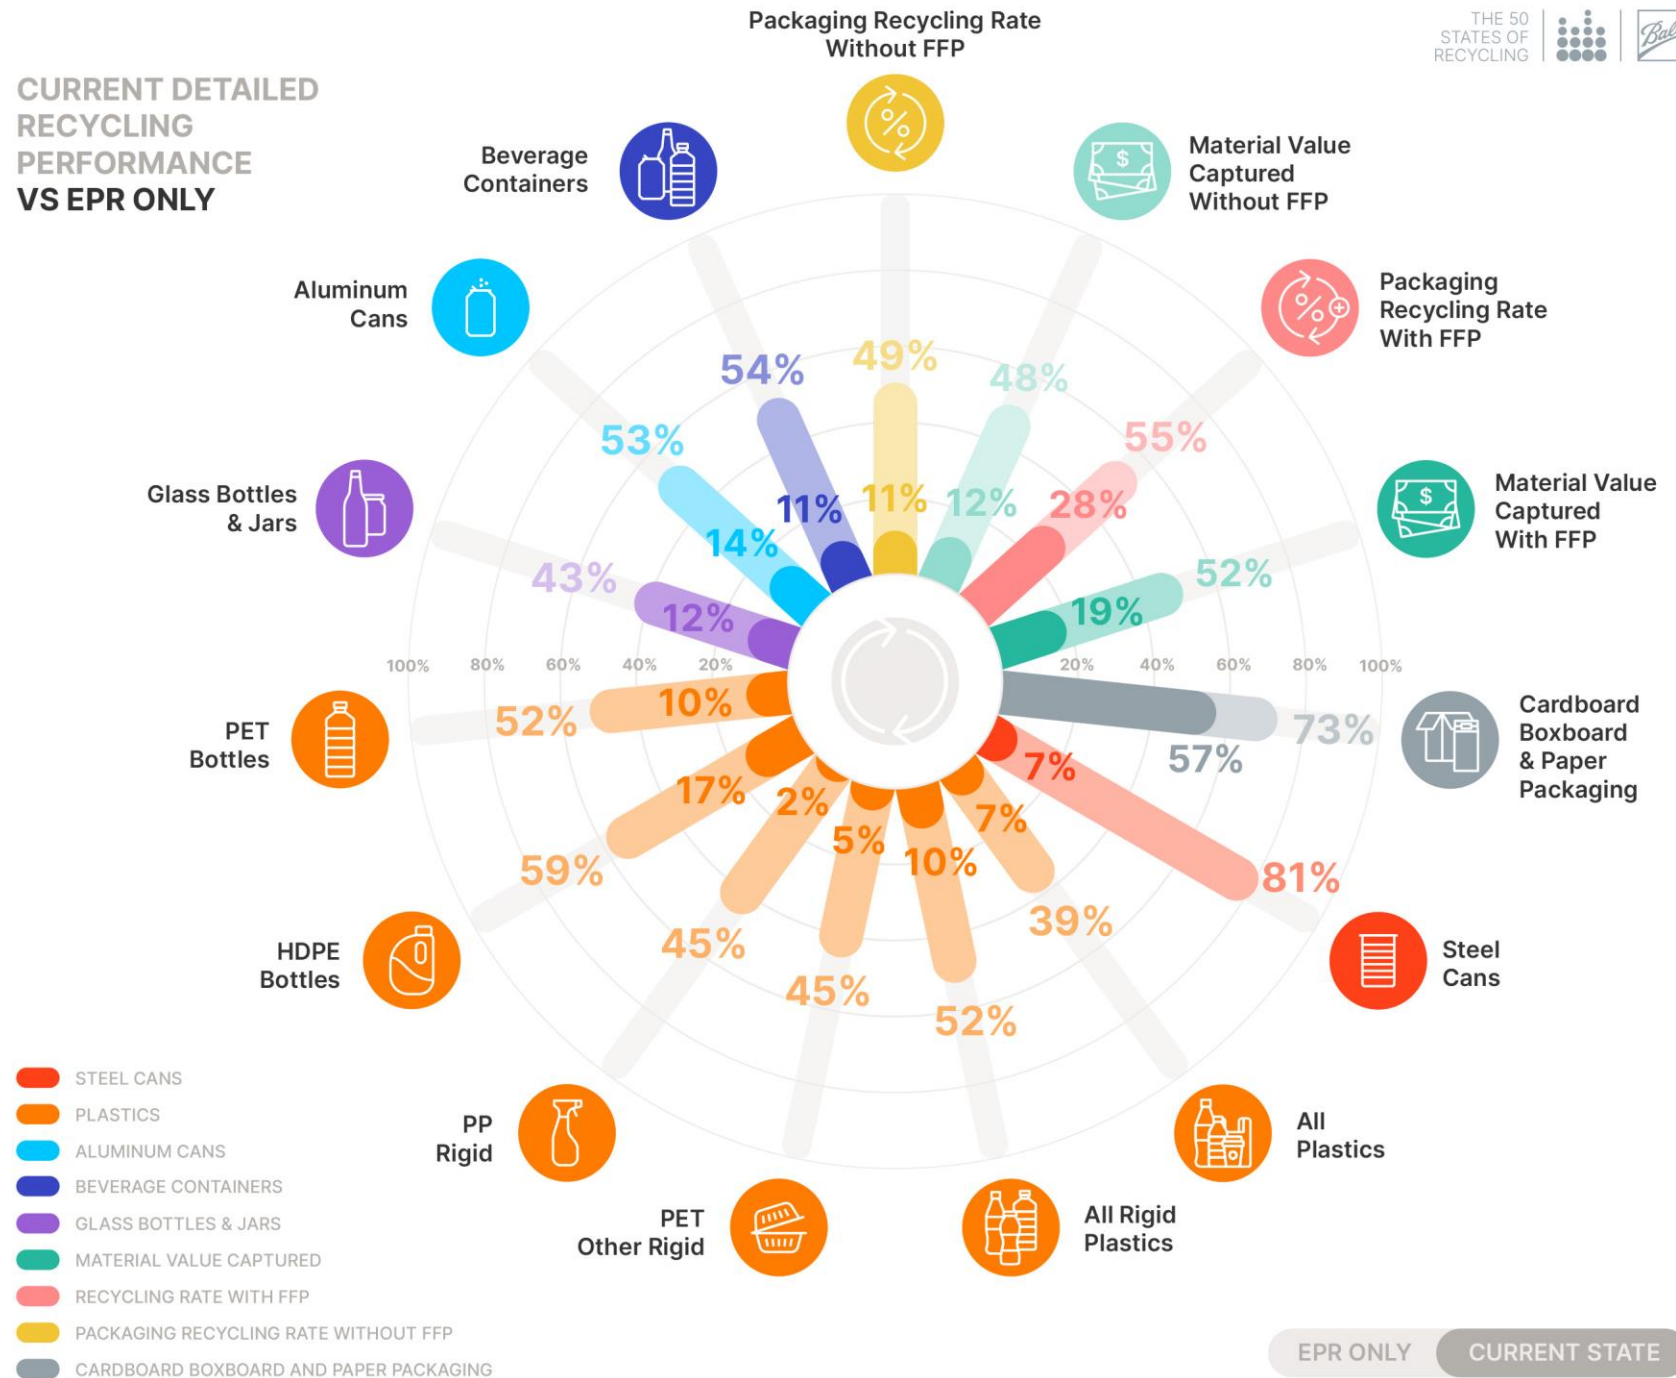 CURRENT DETAILED
RECYCLING
PERFORMANCE
VS EPR ONLY
THE 50
STATES OF
RECYCLING
Packaging Recycling Rate
Without FFP
49%
11%
Material Value
Captured
Without FFP
48%
12%
Packaging
Recycling Rate
With FFP
55%
28%
Material Value
Captured
With FFP
52%
19%
Cardboard
Boxboard
& Paper
Packaging
73%
57%
Steel
Cans
81%
7%
All
Plastics
39%
7%
All Rigid
Plastics
52%
10%
PET
Other Rigid
45%
5%
PP
Rigid
45%
2%
HDPE
Bottles
59%
17%
PET
Bottles
52%
10%
Glass Bottles
& Jars
43%
12%
Aluminum
Cans
53%
14%
Beverage
Containers
54%
11%
100% 80% 60% 40% 20% 20% 40% 60% 80% 100%
STEEL CANS
PLASTICS
ALUMINUM CANS
BEVERAGE CONTAINERS
GLASS BOTTLES & JARS
MATERIAL VALUE CAPTURED
RECYCLING RATE WITH FFP
PACKAGING RECYCLING RATE WITHOUT FFP
CARDBOARD BOXBOARD AND PAPER PACKAGING
EPR ONLY CURRENT STATE